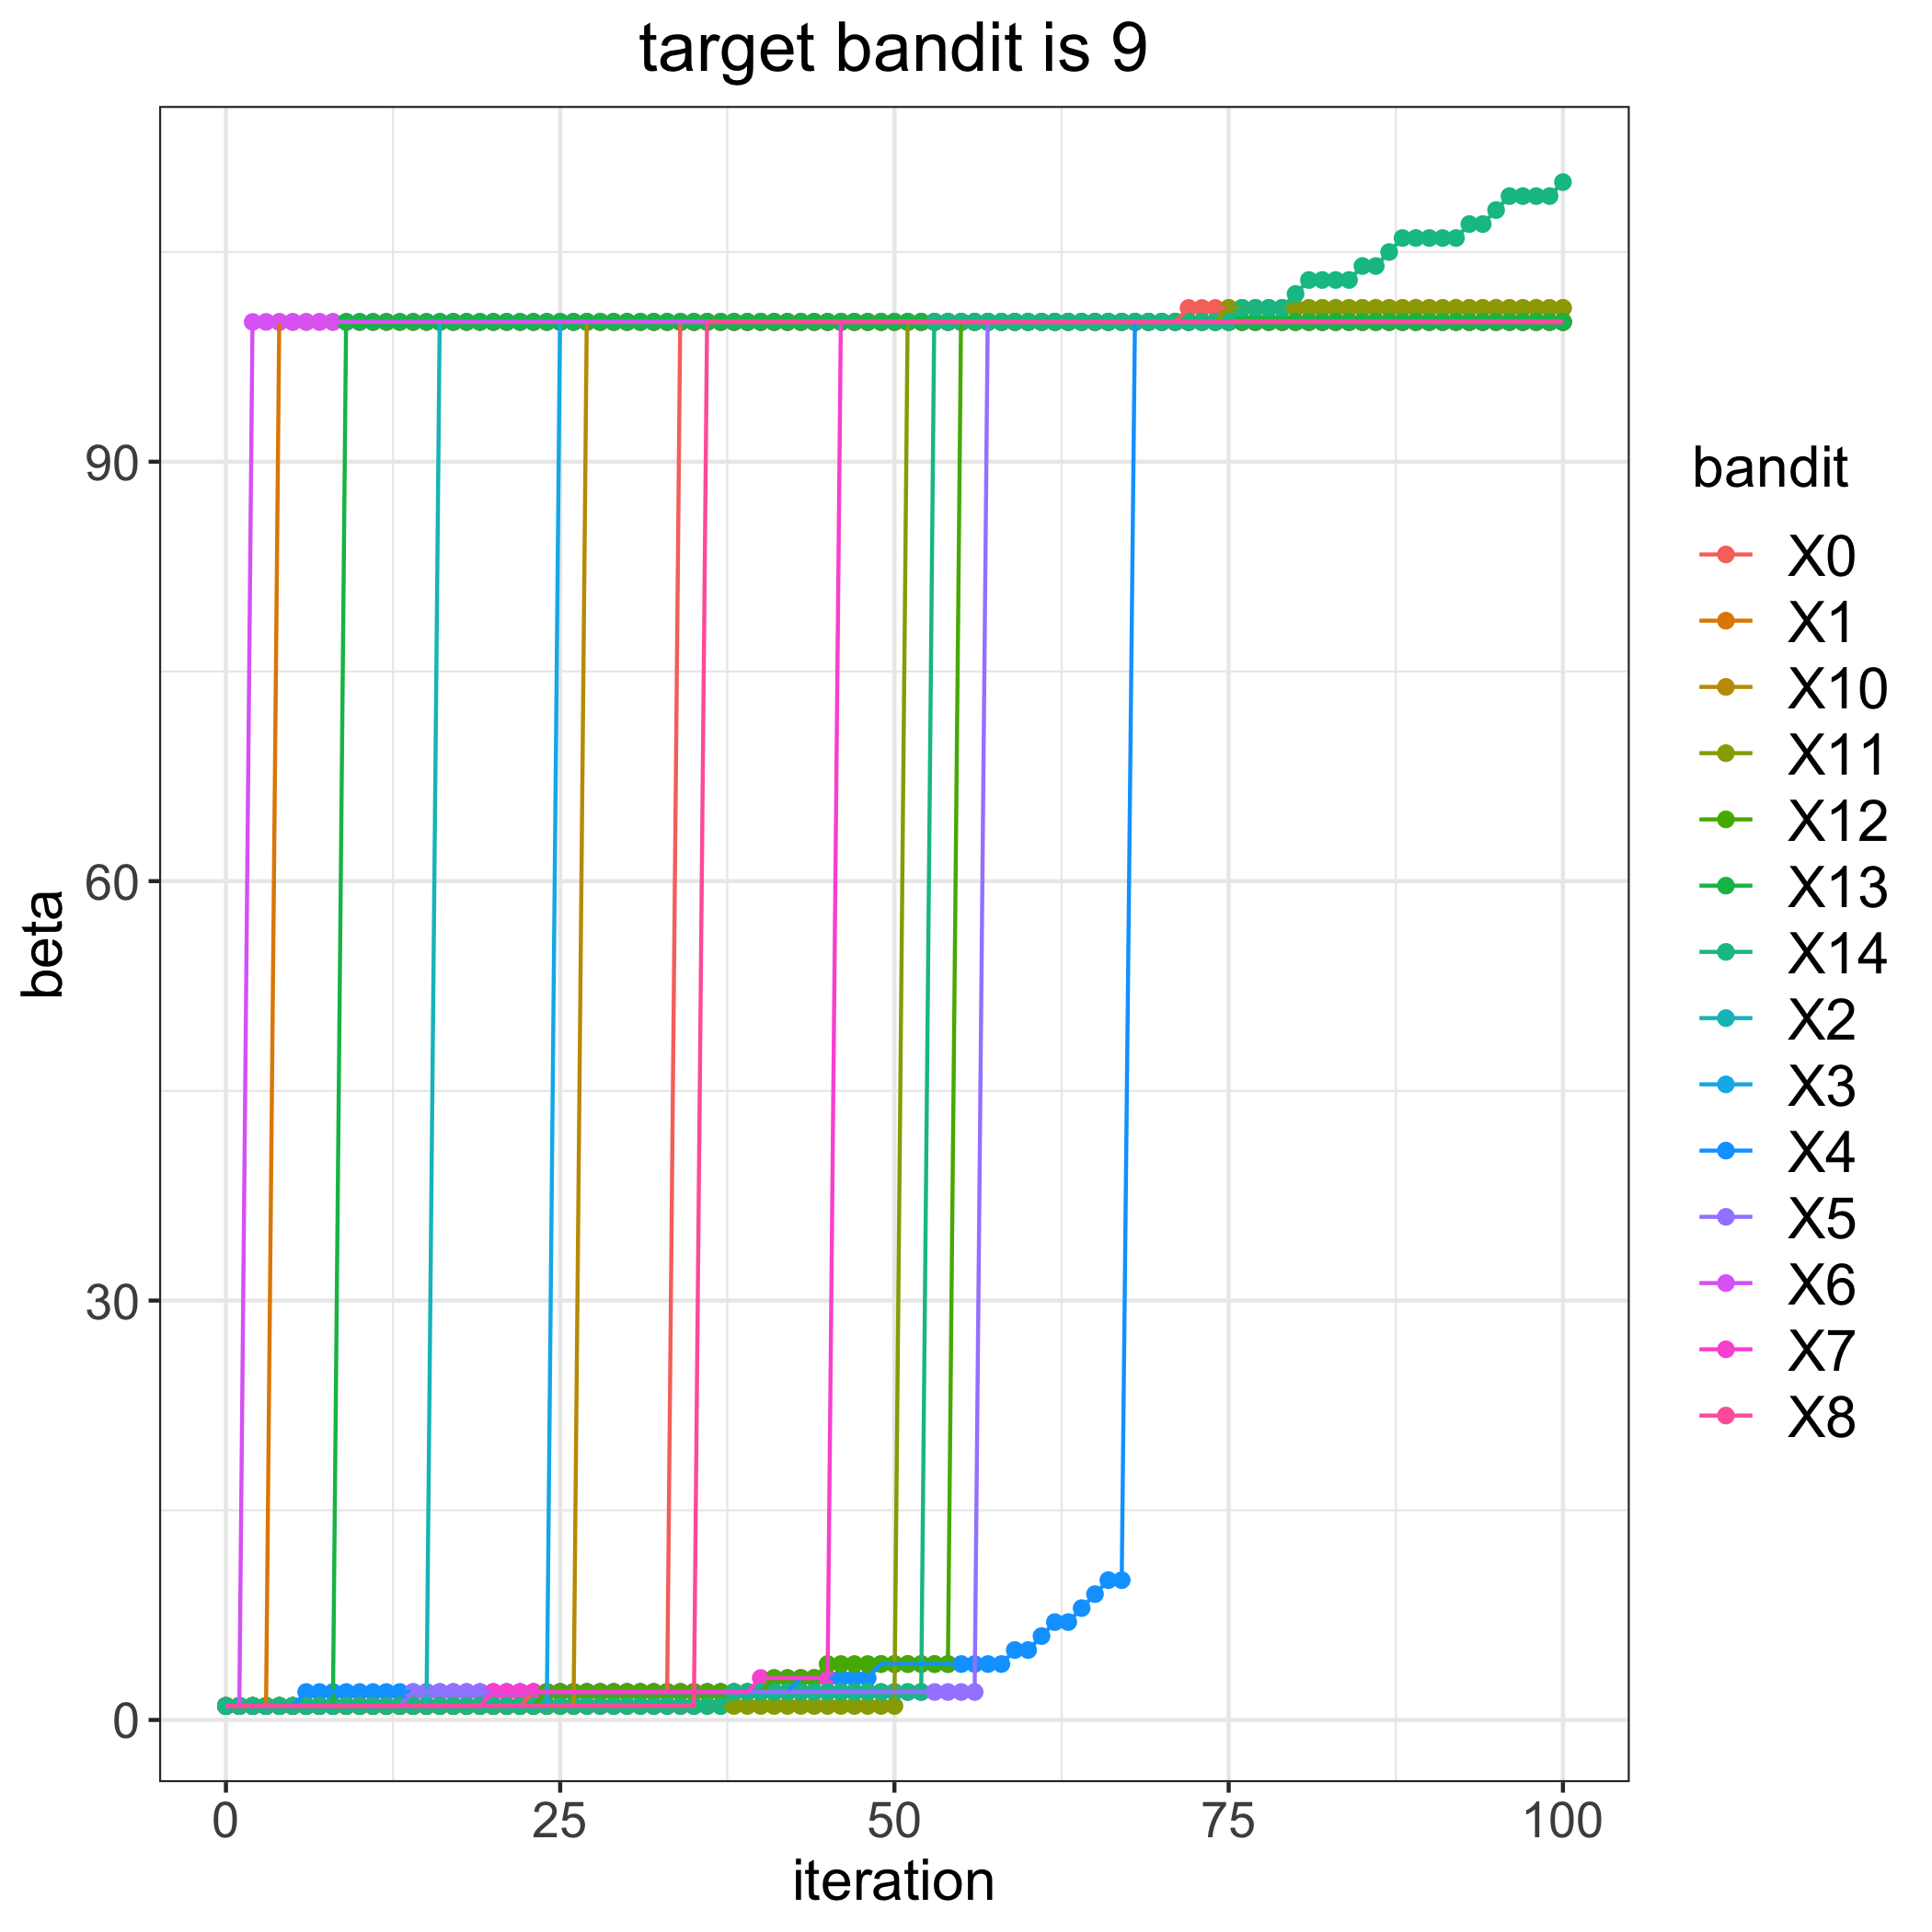 target bandit is 9
90
60
30
0
beta
0 25 50 75 100
iteration
bandit
X0
X1
X10
X11
X12
X13
X14
X2
X3
X4
X5
X6
X7
X8